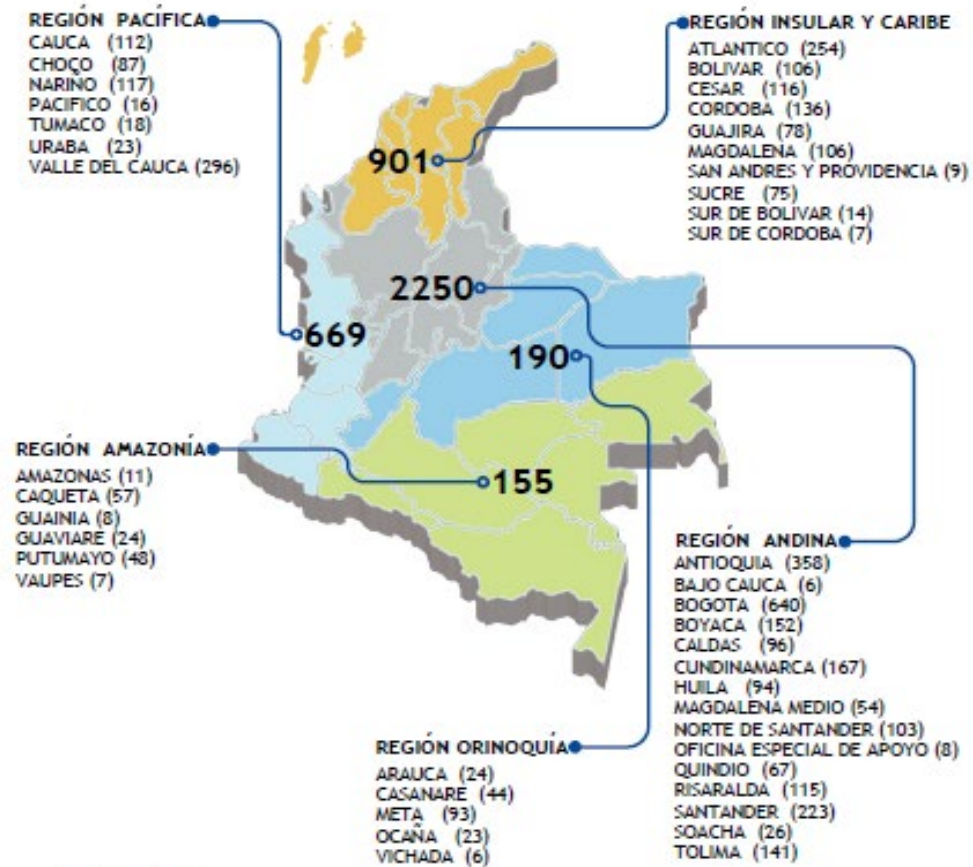 REGIÓN PACÍFICA
CAUCA (112)
CHOÇO (87)
NARINO (117)
PACIFICO (16)
TUMACO (18)
URABA (23)
VALLE DEL CAUCA (296)
REGIÓN INSULAR Y CARIBE
ATLANTICO (254)
BOLIVAR (106)
CESAR (116)
CORDOBA (136)
GUAJIRA (78)
MAGDALENA (106)
SAN ANDRES Y PROVIDENCIA (9)
SUCRE (75)
SUR DE BOLIVAR (14)
SUR DE CORDOBA (7)
901
2250
669
190
155
REGIÓN AMAZONÍA
AMAZONAS (11)
CAQUETA (57)
GUAINIA (8)
GUAVIARE (24)
PUTUMAYO (48)
VAUPES (7)
REGIÓN ORINOQUÍA
ARAUCA (24)
CASANARE (44)
META (93)
OCAÑA (23)
VICHADA (6)
REGIÓN ANDINA
ANTIOQUIA (358)
BAJO CAUCA (6)
BOGOTA (640)
BOYACA (152)
CALDAS (96)
CUNDINAMARCA (167)
HUILA (94)
MAGDALENA MEDIO (54)
NORTE DE SANTANDER (103)
OFICINA ESPECIAL DE APOYO (8)
QUINDIO (67)
RISARALDA (115)
SANTANDER (223)
SOACHA (26)
TOLIMA (141)